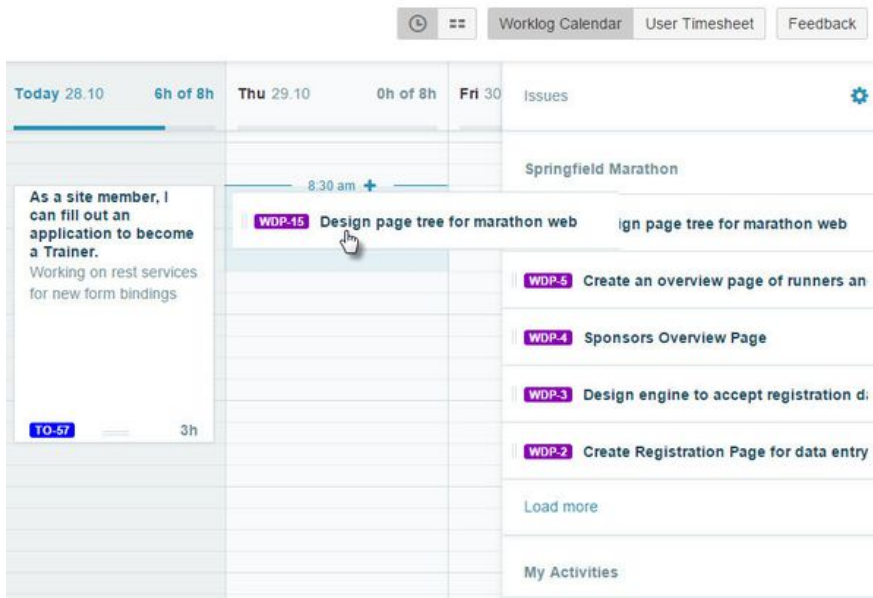 Worklog Calendar User Timesheet Feedback
Today 28.10 6h of 8h Thu 29.10 0h of 8h Fri 30
Issues
Springfield Marathon
8:30 am +
As a site member, I
can fill out an
application to become
a Trainer.
Working on rest services
for new form bindings
TO-57 3h
WDP-15 Design page tree for marathon web
ign page tree for marathon web
WDP-5 Create an overview page of runners an
WDP-4 Sponsors Overview Page
WDP-3 Design engine to accept registration da
WDP-2 Create Registration Page for data entry
Load more
My Activities